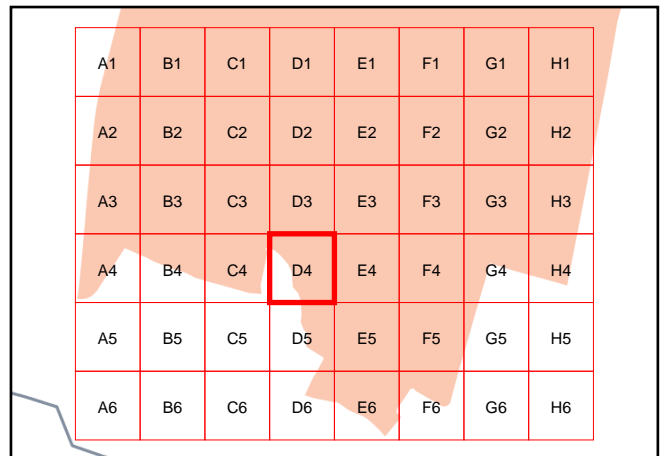 A1 B1 C1 D1 E1 F1 G1 H1
A2 B2 C2 D2 E2 F2 G2 H2
A3 B3 C3 D3 E3 F3 G3 H3
A4 B4 C4 D4 E4 F4 G4 H4
A5 B5 C5 D5 E5 F5 G5 H5
A6 B6 C6 D6 E6 F6 G6 H6